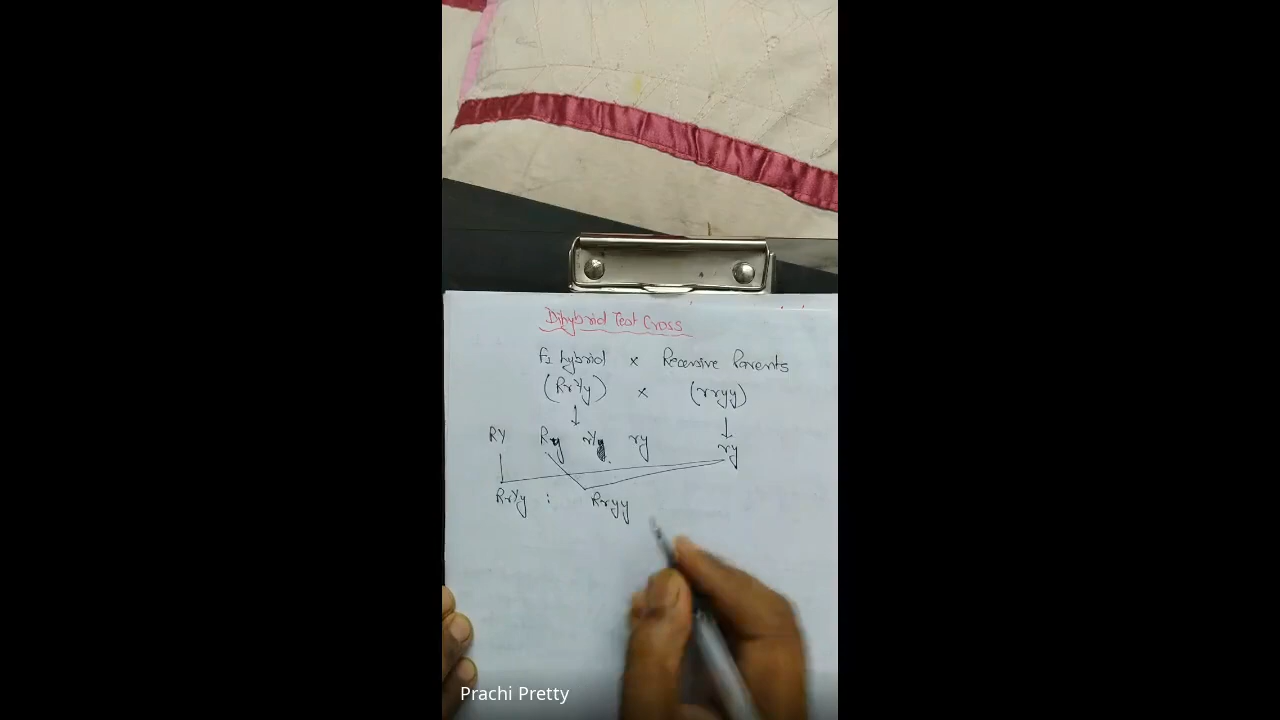 Dihybrid Test Cross
F1 hybrid × Recessive Parents
(RrYy) × (rryy)
↓ ↓
RY Ry rY ry ry
RrYy : Rryy
Prachi Pretty